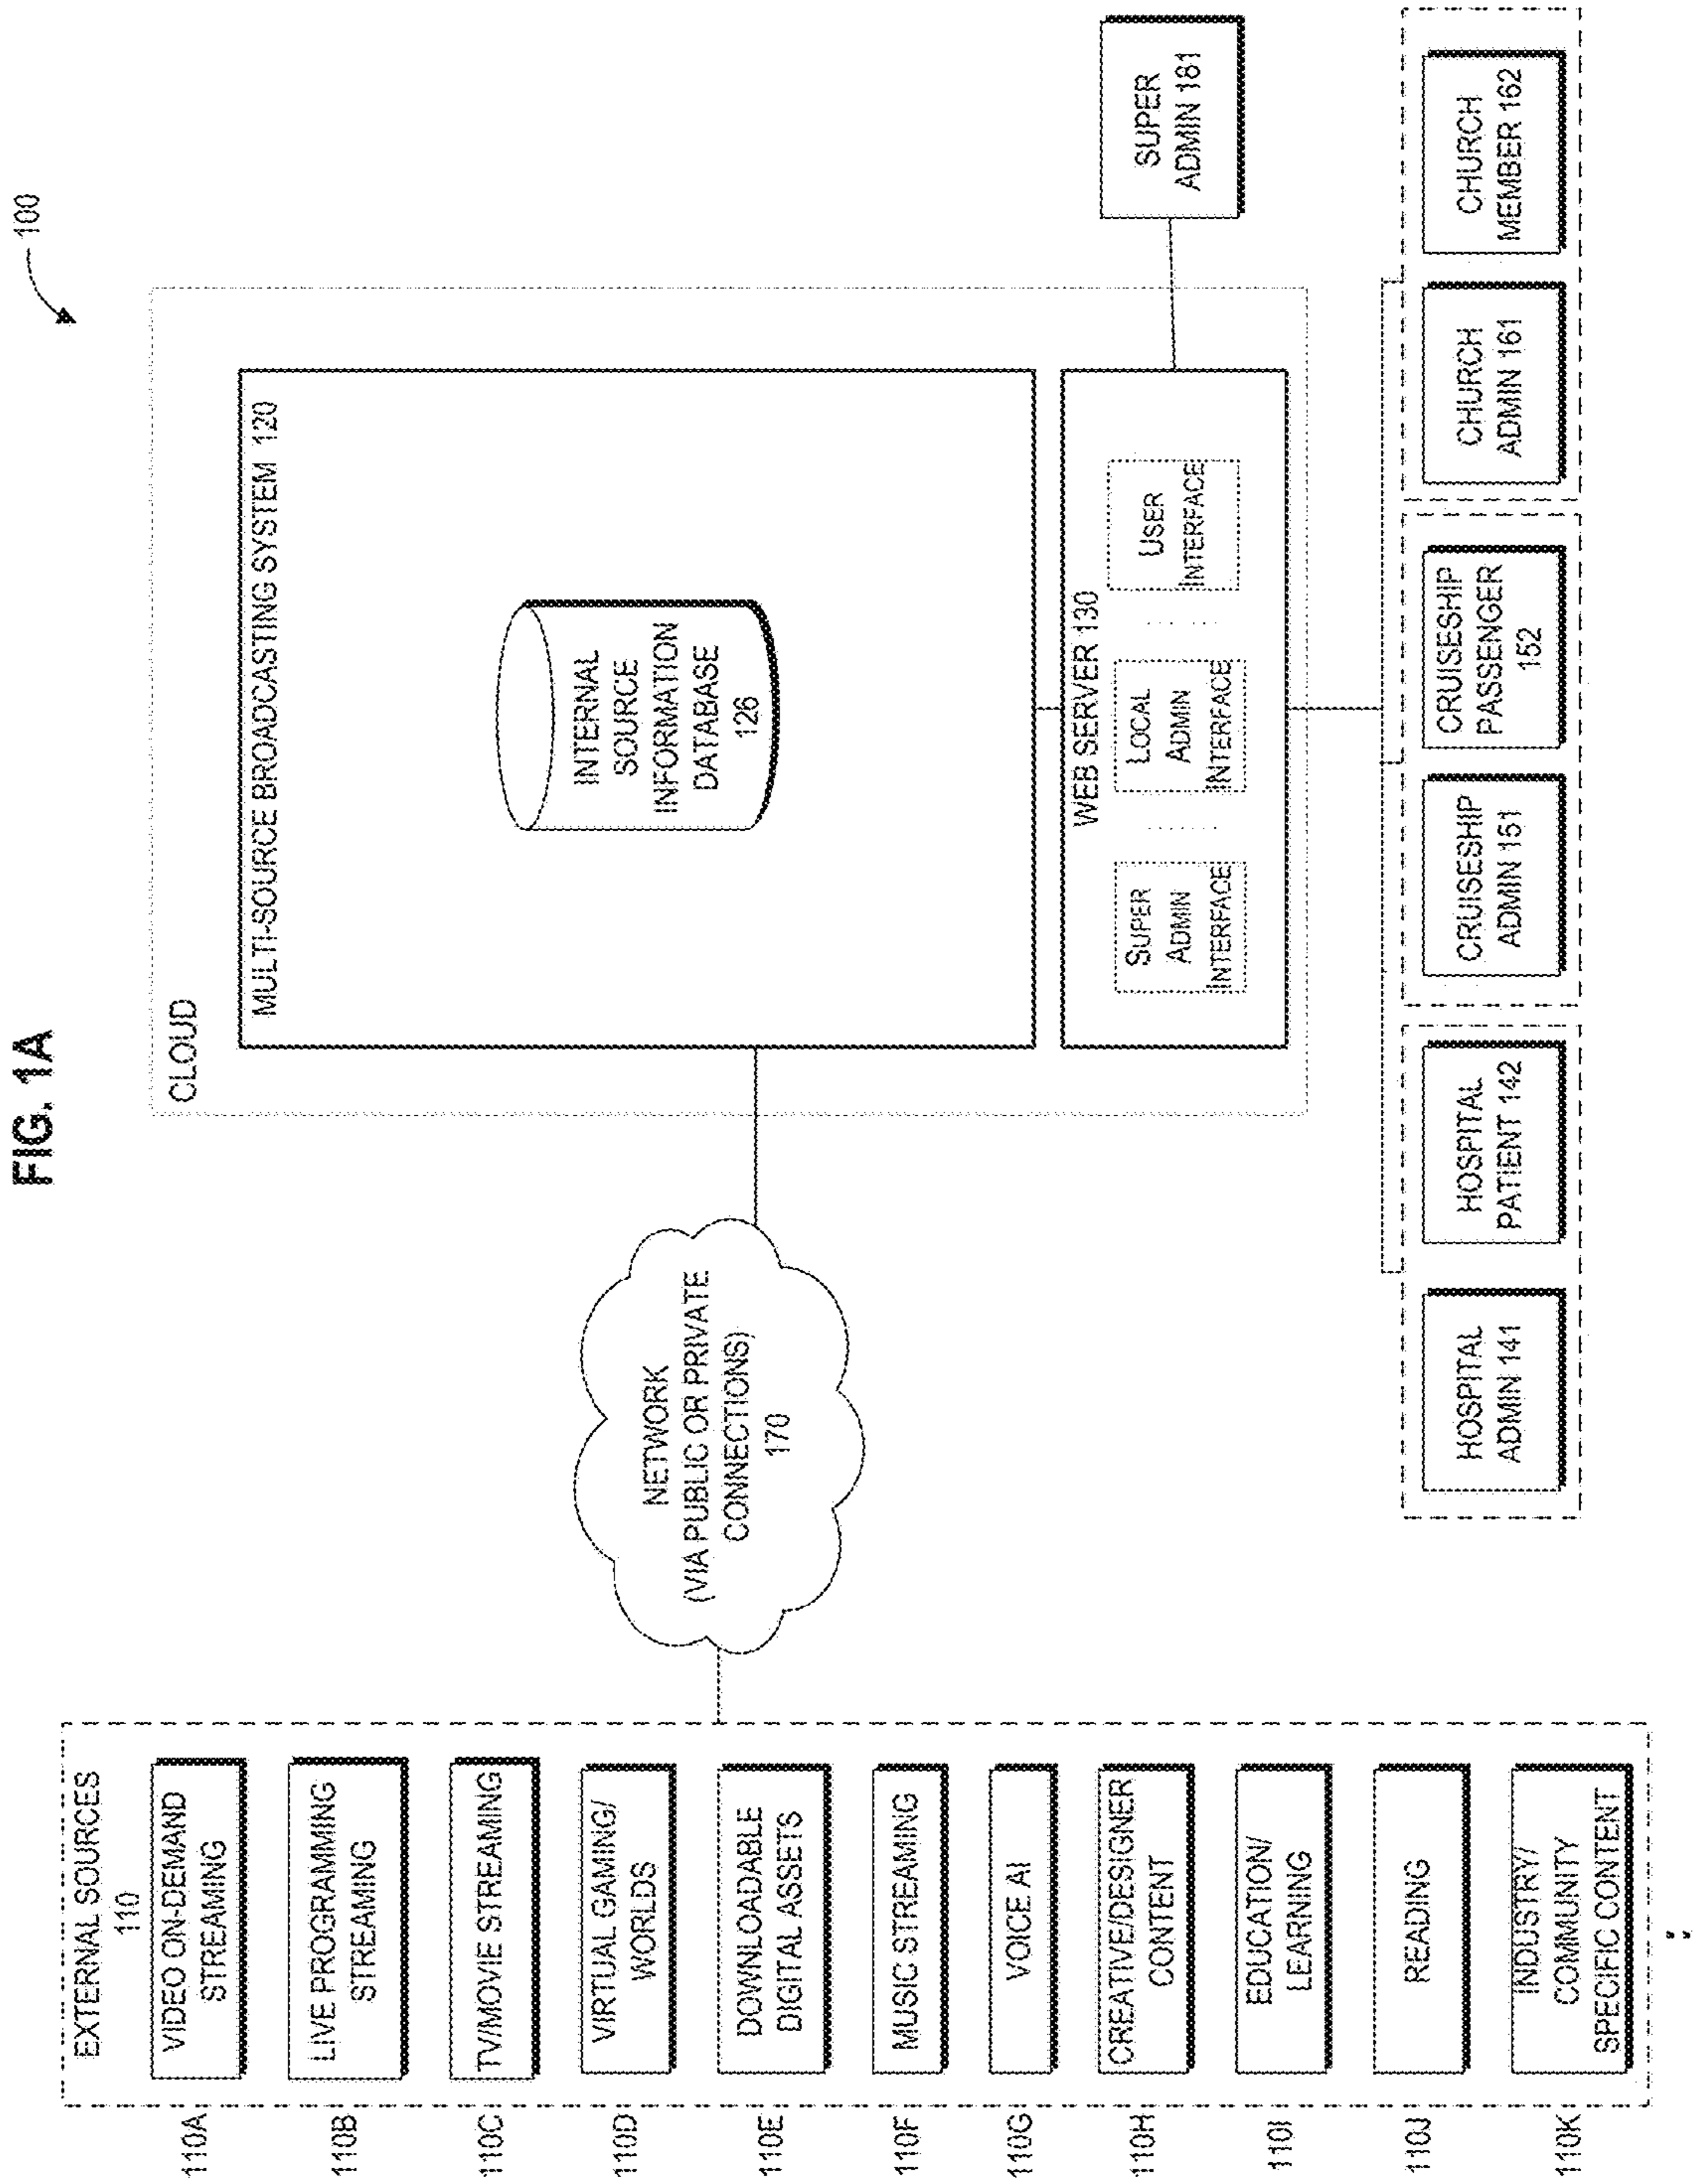 FIG. 1A
100
EXTERNAL SOURCES
110
110A
VIDEO ON-DEMAND
STREAMING
110B
LIVE PROGRAMMING
STREAMING
110C
TV/MOVIE STREAMING
110D
VIRTUAL GAMING/
WORLDS
110E
DOWNLOADABLE
DIGITAL ASSETS
110F
MUSIC STREAMING
110G
VOICE AI
110H
CREATIVE/DESIGNER
CONTENT
110I
EDUCATION/
LEARNING
110J
READING
110K
INDUSTRY/
COMMUNITY
SPECIFIC CONTENT
NETWORK
(VIA PUBLIC OR PRIVATE
CONNECTIONS)
170
CLOUD
MULTI-SOURCE BROADCASTING SYSTEM 120
INTERNAL
SOURCE
INFORMATION
DATABASE
126
WEB SERVER 130
SUPER
ADMIN
INTERFACE
LOCAL
ADMIN
INTERFACE
USER
INTERFACE
SUPER
ADMIN 181
HOSPITAL
ADMIN 141
HOSPITAL
PATIENT 142
CRUISESHIP
ADMIN 151
CRUISESHIP
PASSENGER
152
CHURCH
ADMIN 161
CHURCH
MEMBER 162